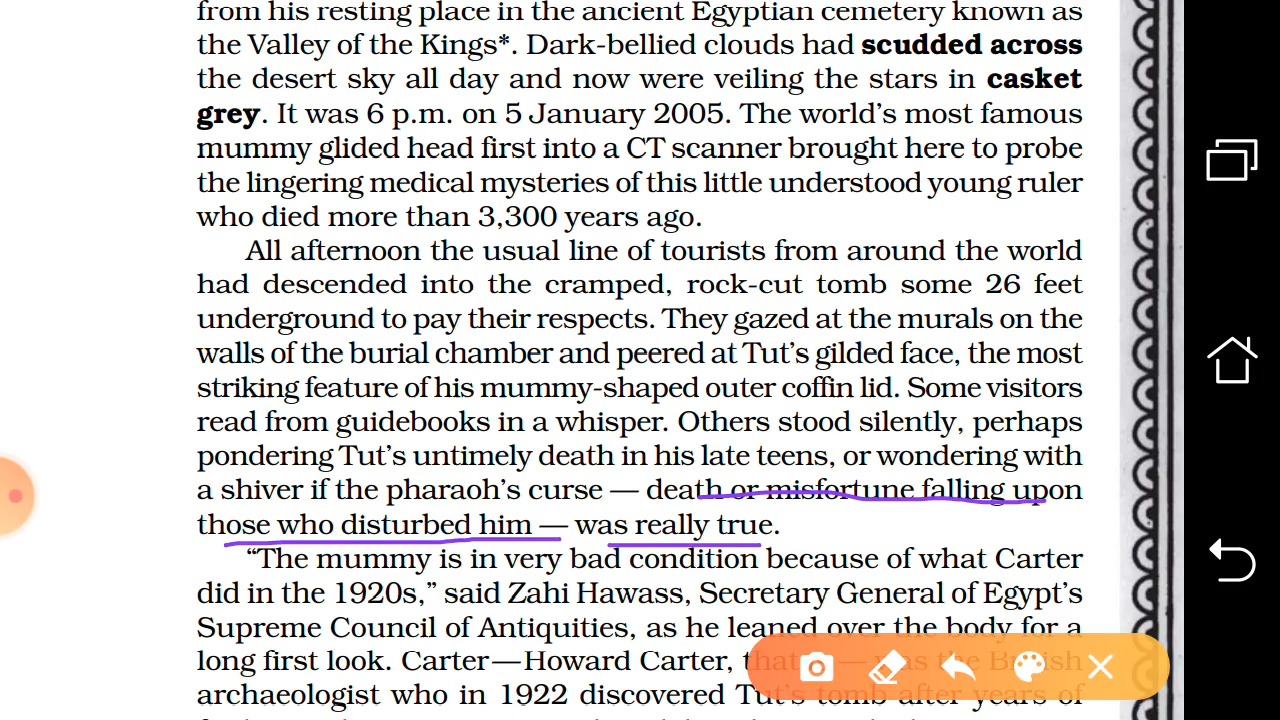 from his resting place in the ancient Egyptian cemetery known as
the Valley of the Kings*. Dark-bellied clouds had scudded across
the desert sky all day and now were veiling the stars in casket
grey. It was 6 p.m. on 5 January 2005. The world's most famous
mummy glided head first into a CT scanner brought here to probe
the lingering medical mysteries of this little understood young ruler
who died more than 3,300 years ago.
All afternoon the usual line of tourists from around the world
had descended into the cramped, rock-cut tomb some 26 feet
underground to pay their respects. They gazed at the murals on the
walls of the burial chamber and peered at Tut's gilded face, the most
striking feature of his mummy-shaped outer coffin lid. Some visitors
read from guidebooks in a whisper. Others stood silently, perhaps
pondering Tut's untimely death in his late teens, or wondering with
a shiver if the pharaoh's curse — death or misfortune falling upon
those who disturbed him — was really true.
“The mummy is in very bad condition because of what Carter
did in the 1920s,” said Zahi Hawass, Secretary General of Egypt's
Supreme Council of Antiquities, as he leaned over the body for a
long first look. Carter—Howard Carter, that — was the British
archaeologist who in 1922 discovered Tut's tomb after years of